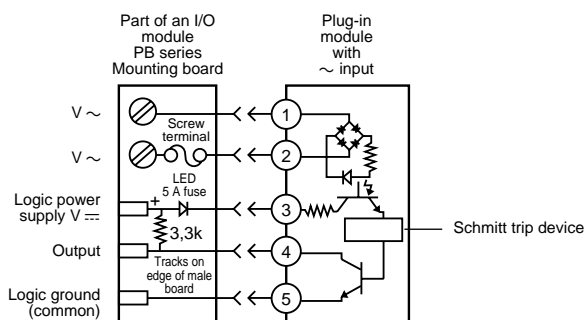 Part of an I/O
module
PB series
Mounting board
Plug-in
module
with
∼ input
V ∼
1
Screw
terminal
V ∼
2
LED
5 A fuse
Logic power
supply V ⎓
+
3
3,3k
Schmitt trip device
Output
4
Tracks on
edge of male
board
Logic ground
(common)
5